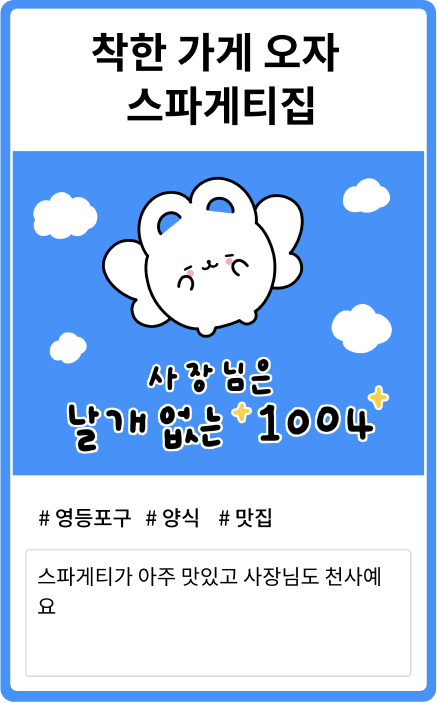 착한 가게 오자
스파게티집
사장님은
날개 없는 1004
# 영등포구 # 양식 # 맛집
스파게티가 아주 맛있고 사장님도 천사예
요